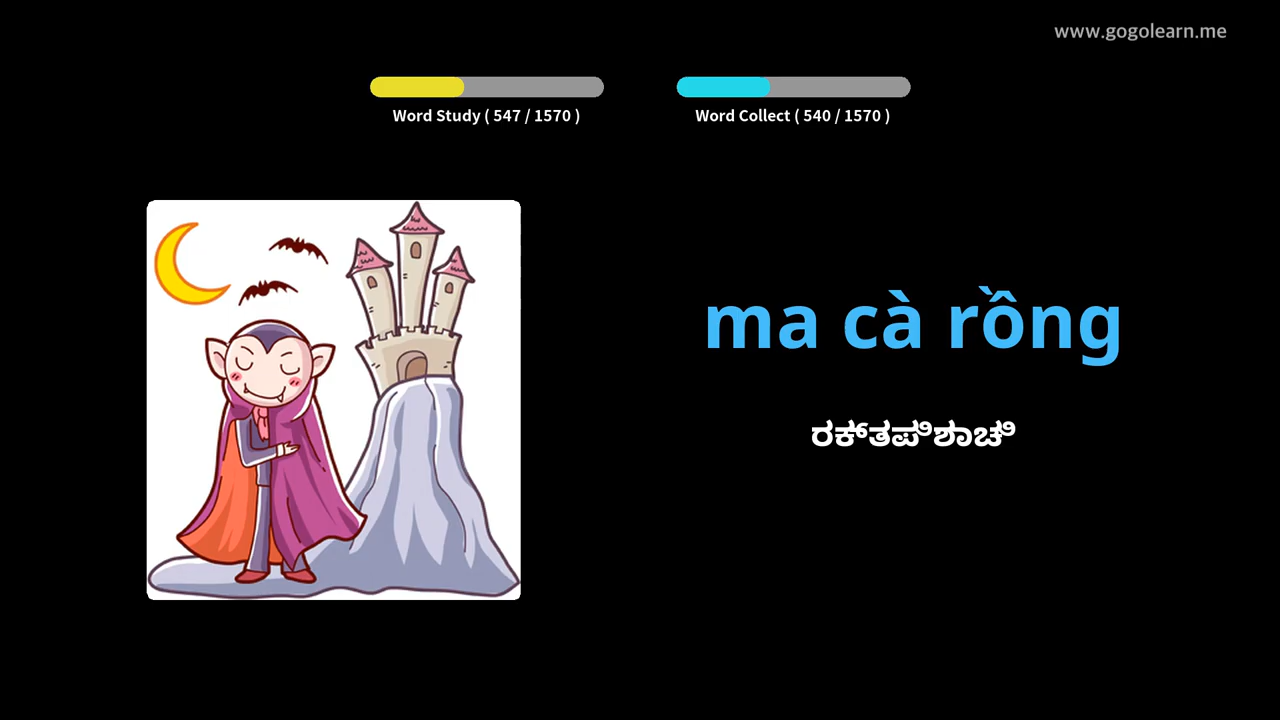 www.gogolearn.me
Word Study ( 547 / 1570 )
Word Collect ( 540 / 1570 )
ma cà rồng
ರಕ್ತಪಿಶಾಚಿ